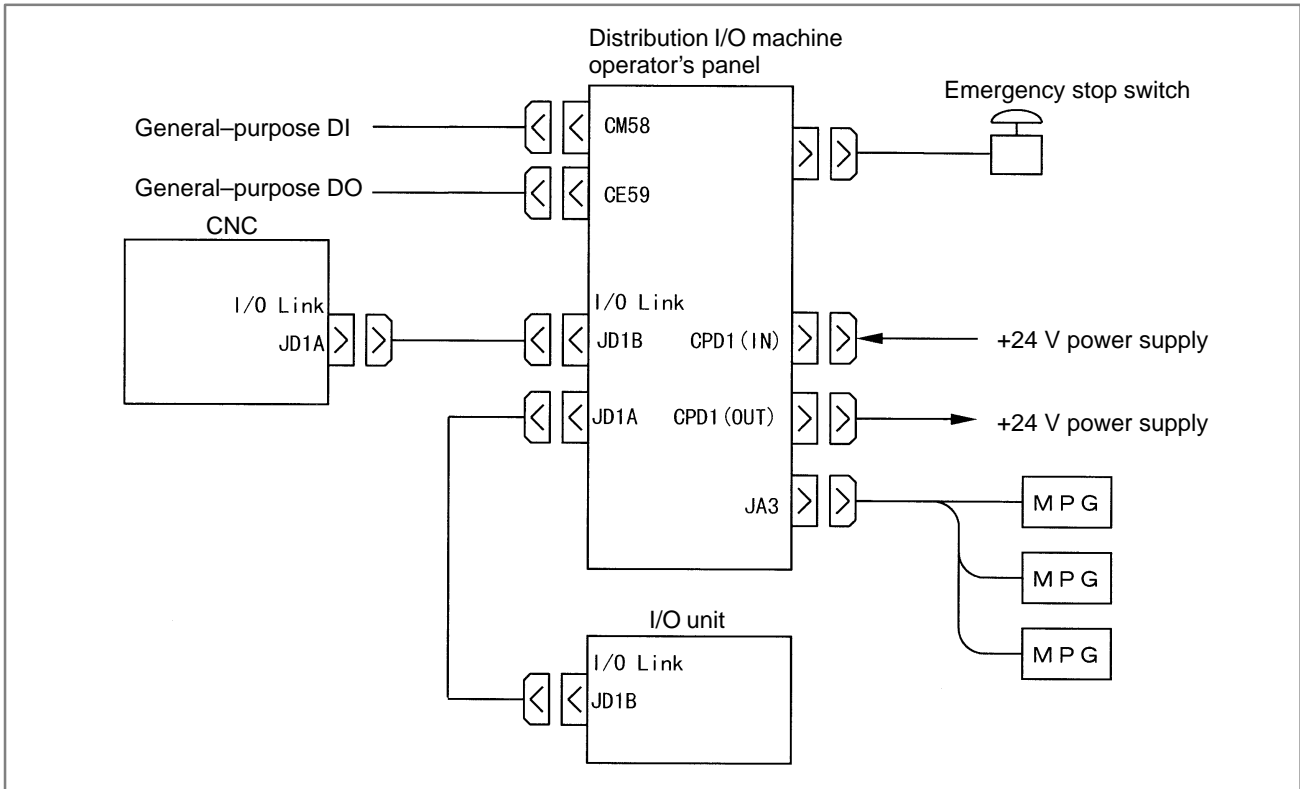 Distribution I/O machine
operator's panel
Emergency stop switch
General–purpose DI
CM58
General–purpose DO
CE59
CNC
I/O Link
JD1A
I/O Link
JD1B
CPD1(IN)
+24 V power supply
JD1A
CPD1(OUT)
+24 V power supply
JA3
MPG
MPG
MPG
I/O unit
I/O Link
JD1B